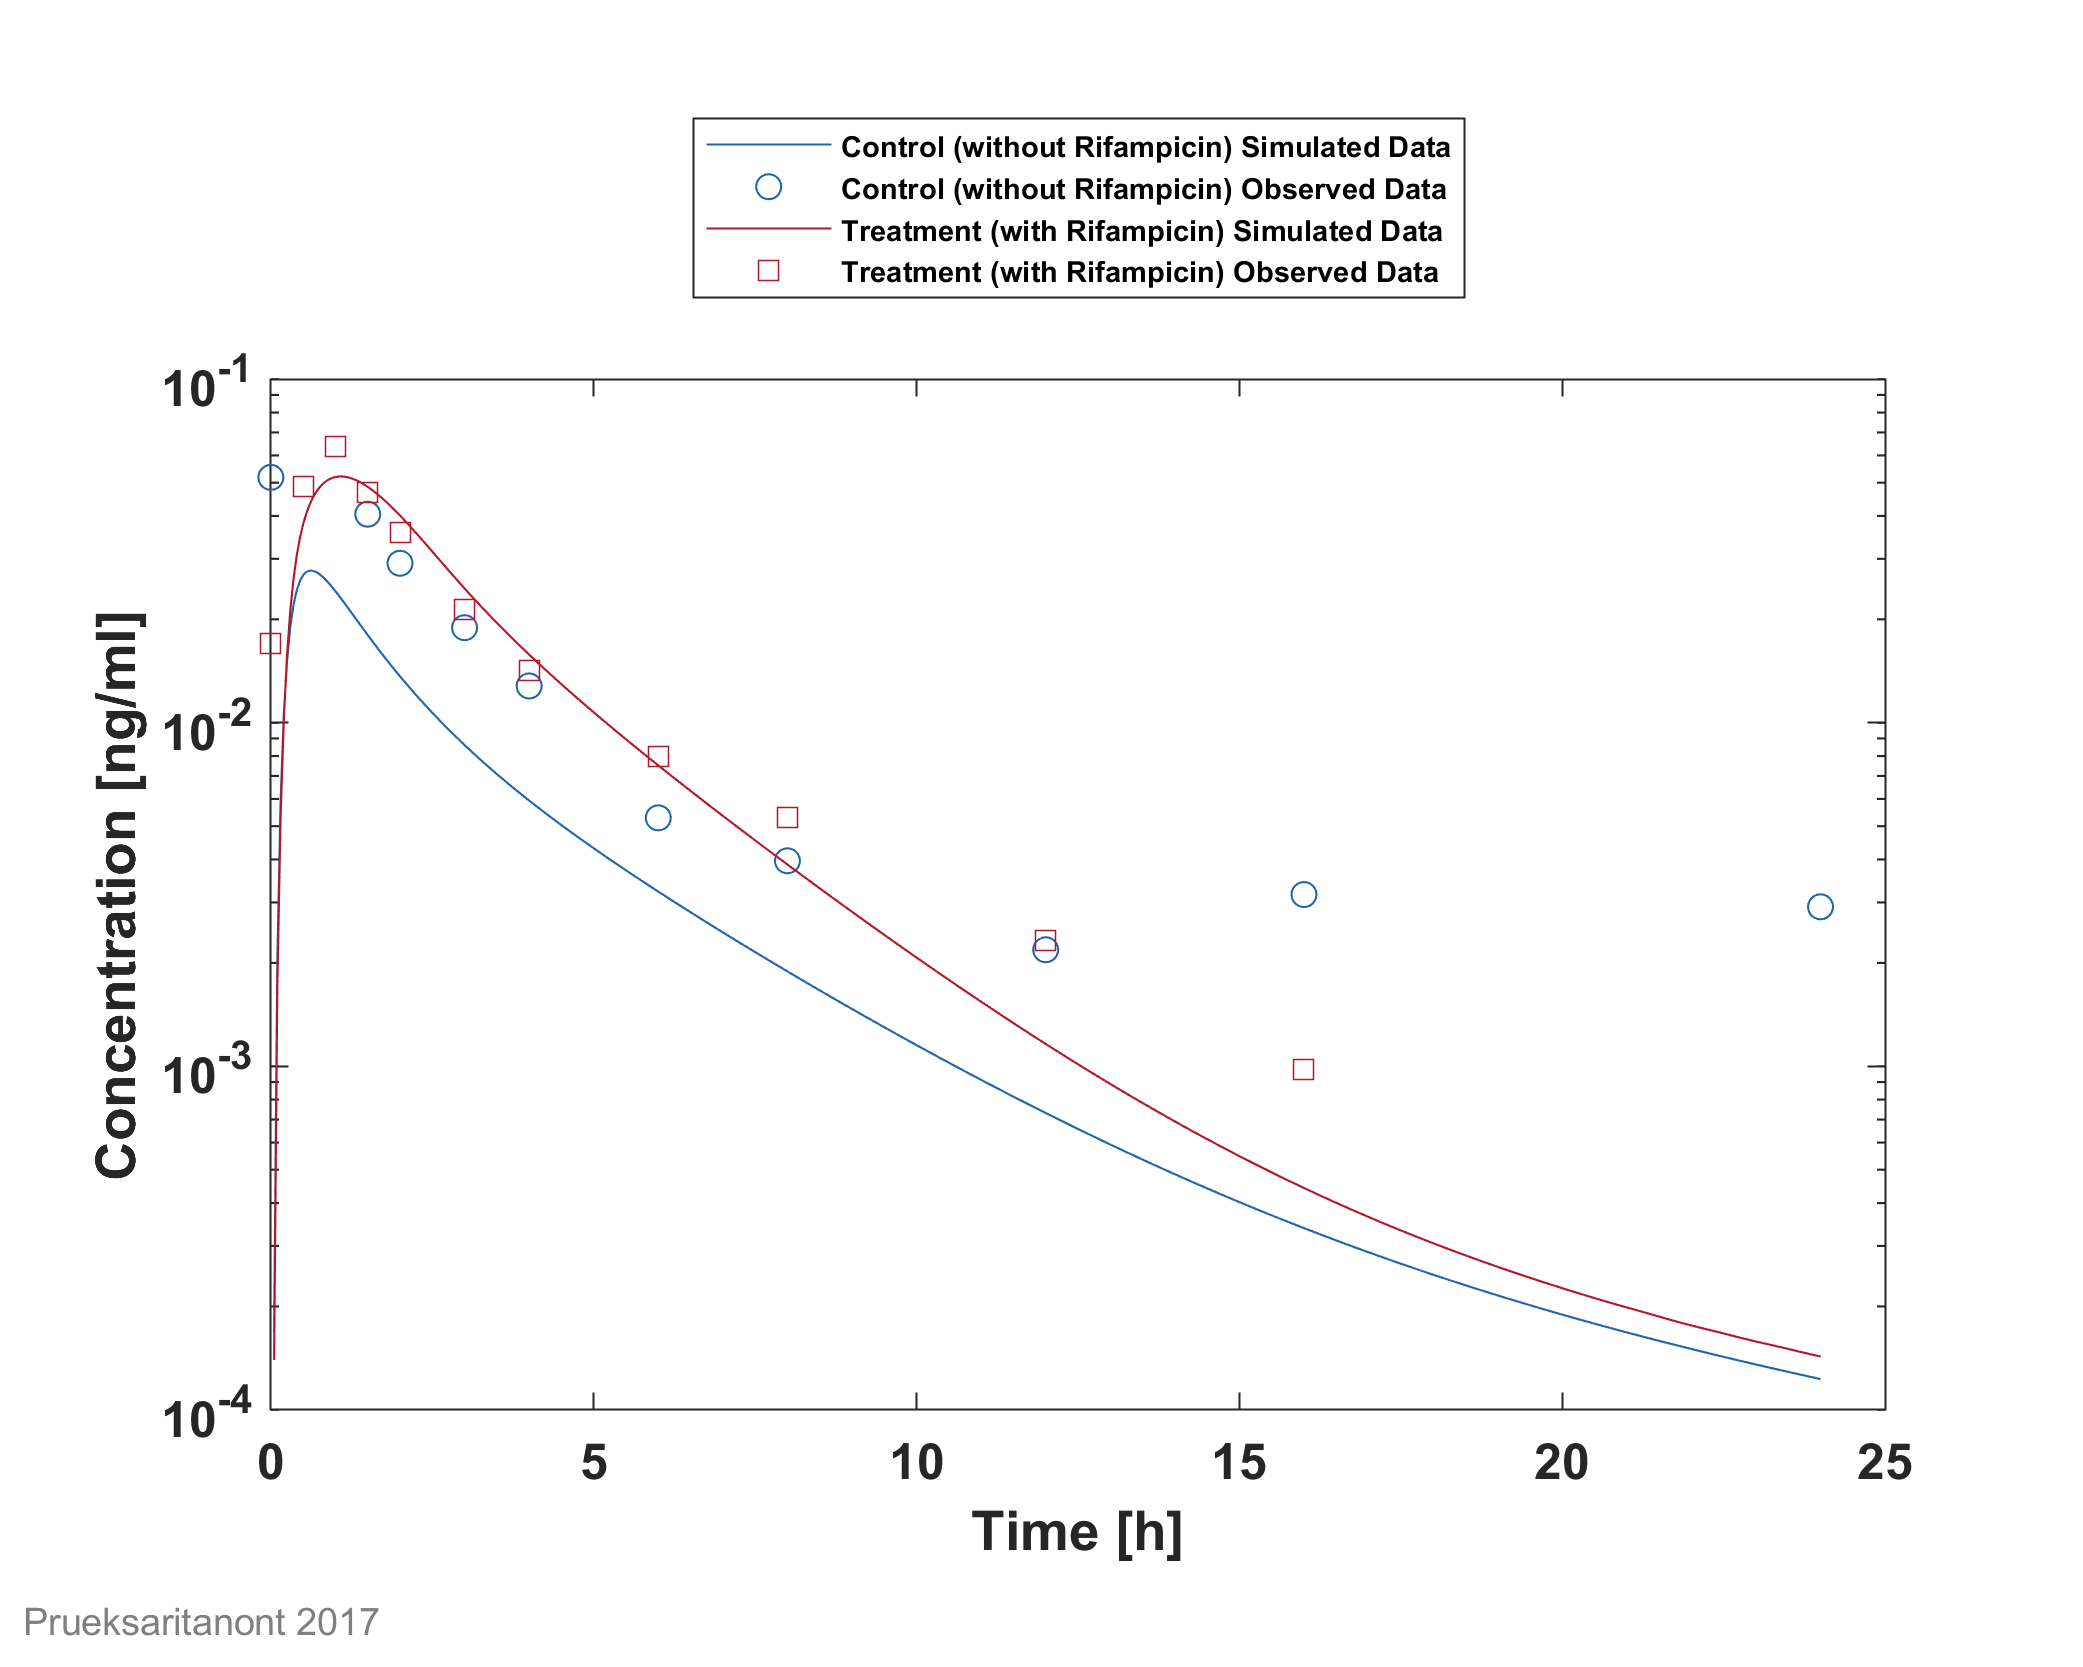 Control (without Rifampicin) Simulated Data
Control (without Rifampicin) Observed Data
Treatment (with Rifampicin) Simulated Data
Treatment (with Rifampicin) Observed Data
10^-1
10^-2
10^-3
10^-4
Concentration [ng/ml]
0 5 10 15 20 25
Time [h]
Prueksaritanont 2017